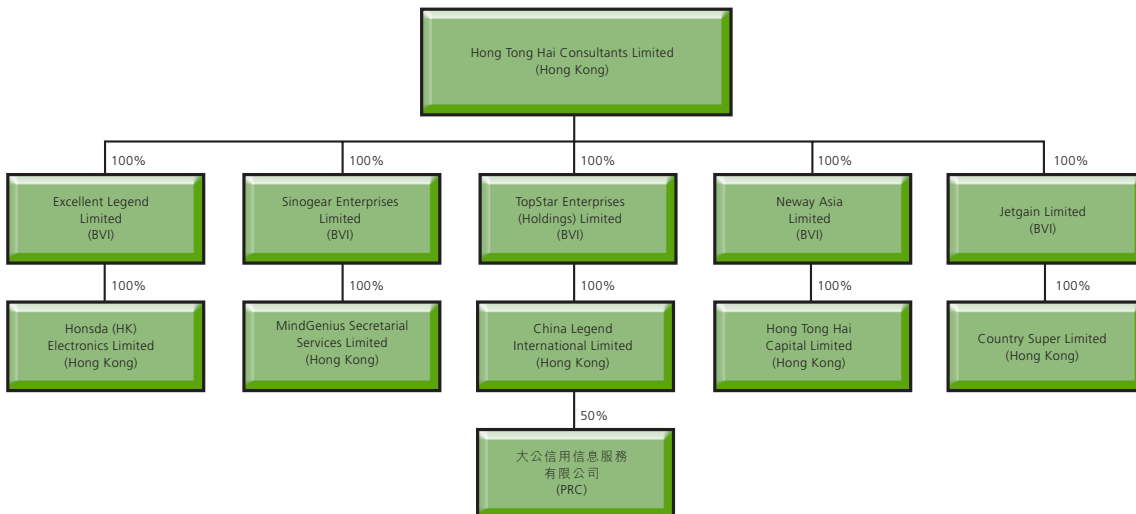 Hong Tong Hai Consultants Limited
(Hong Kong)
100%
100%
100%
100%
100%
Excellent Legend
Limited
(BVI)
Sinogear Enterprises
Limited
(BVI)
TopStar Enterprises
(Holdings) Limited
(BVI)
Neway Asia
Limited
(BVI)
Jetgain Limited
(BVI)
100%
100%
100%
100%
100%
Honsda (HK)
Electronics Limited
(Hong Kong)
MindGenius Secretarial
Services Limited
(Hong Kong)
China Legend
International Limited
(Hong Kong)
Hong Tong Hai
Capital Limited
(Hong Kong)
Country Super Limited
(Hong Kong)
50%
大公信用信息服務
有限公司
(PRC)